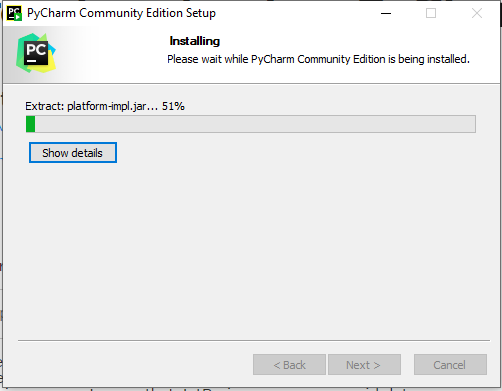 PC PyCharm Community Edition Setup
PC
Installing
Please wait while PyCharm Community Edition is being installed.
Extract: platform-impl.jar... 51%
Show details
< Back
Next >
Cancel